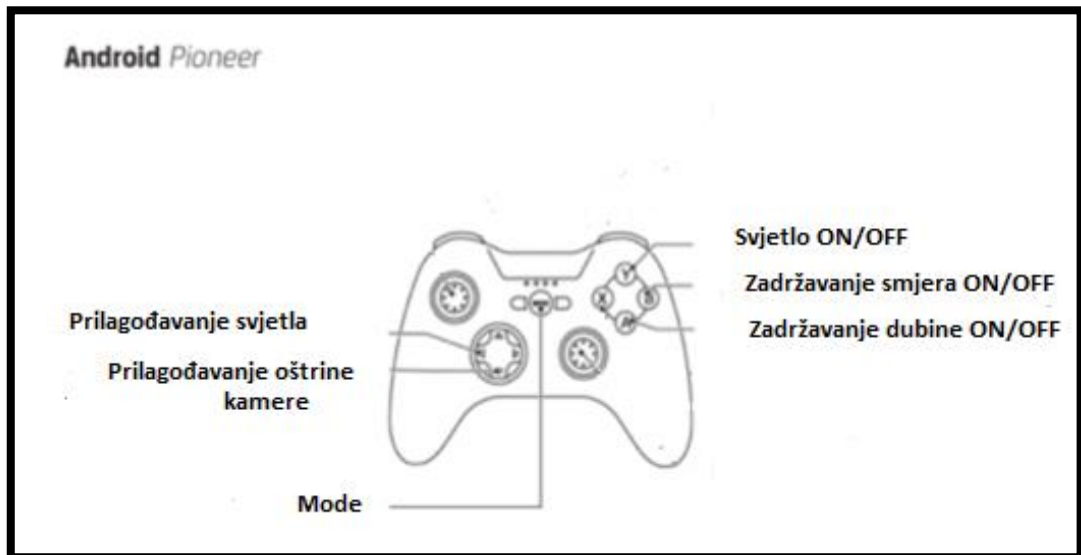 Android Pioneer
Svjetlo ON/OFF
Zadržavanje smjera ON/OFF
Zadržavanje dubine ON/OFF
Prilagođavanje svjetla
Prilagođavanje oštrine
kamere
Mode
Y
X
B
A